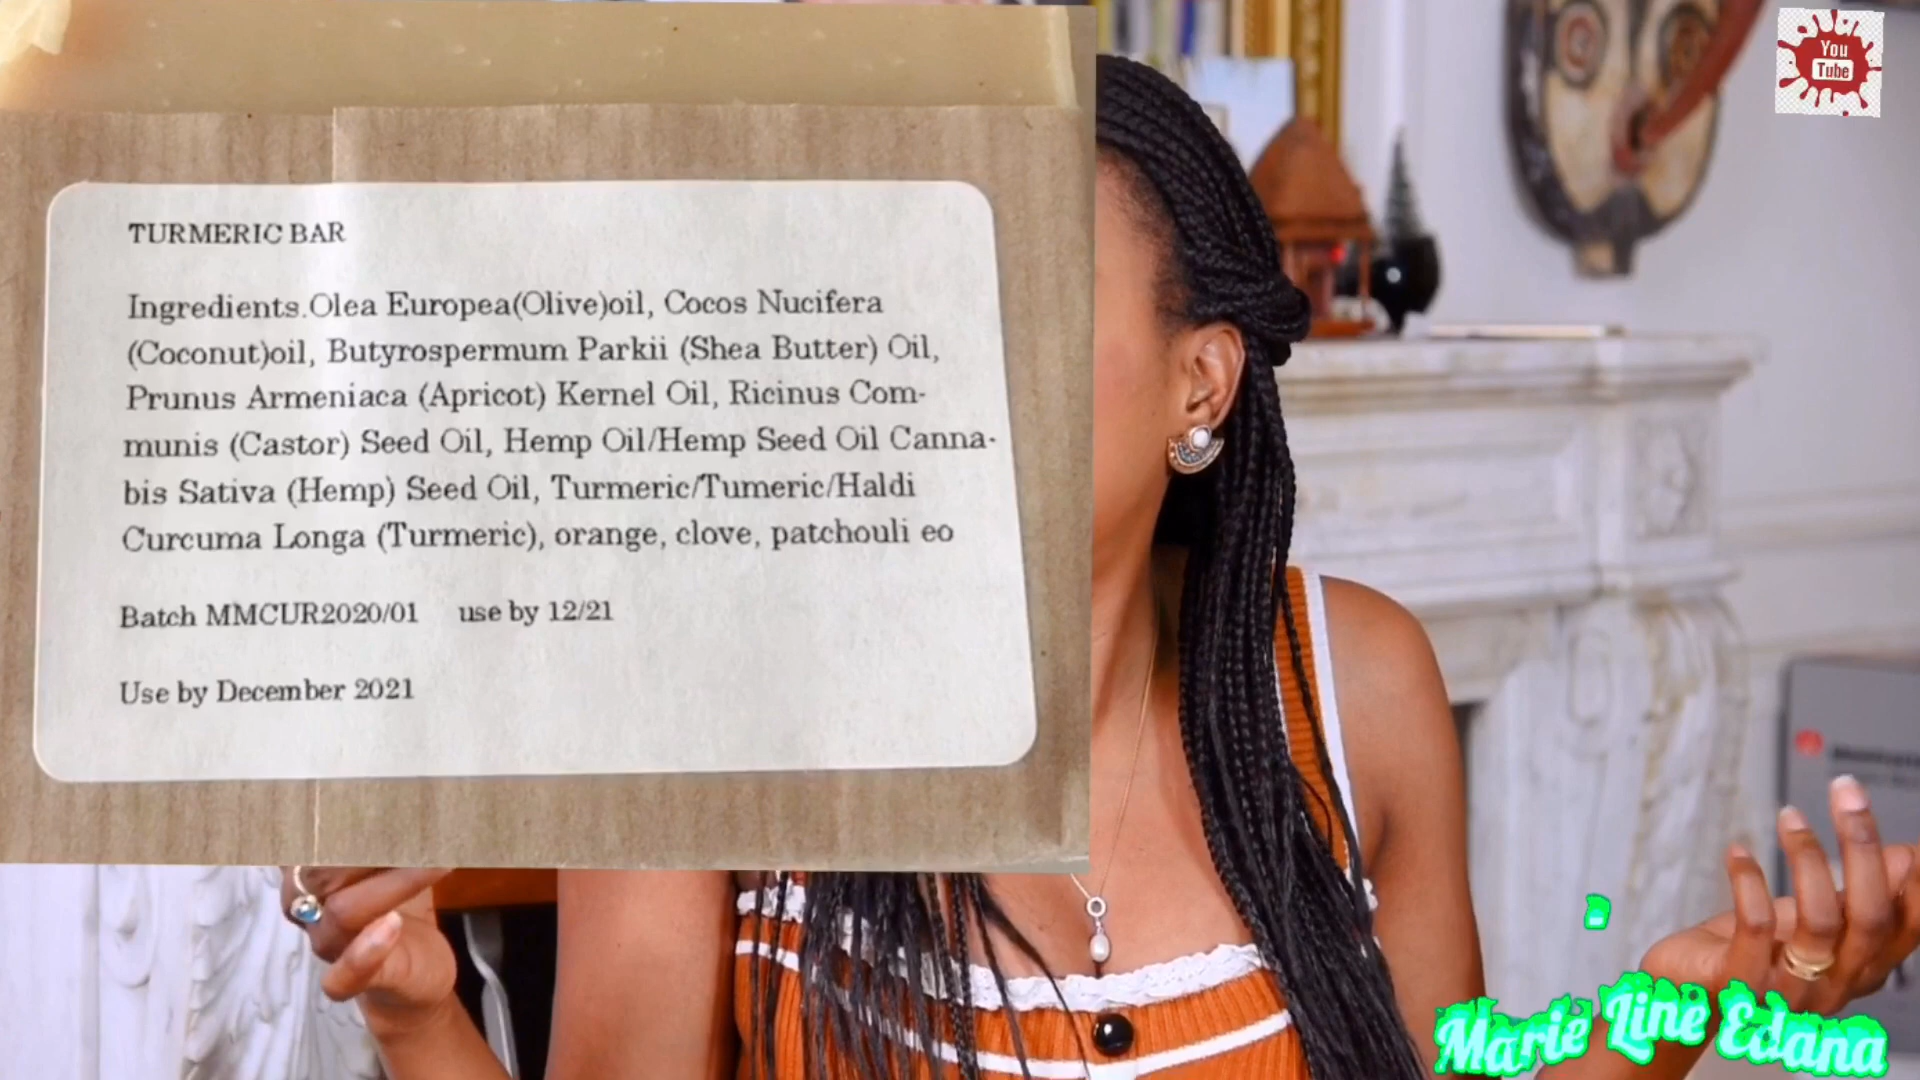 TURMERIC BAR
Ingredients.Olea Europea(Olive)oil, Cocos Nucifera
(Coconut)oil, Butyrospermum Parkii (Shea Butter) Oil,
Prunus Armeniaca (Apricot) Kernel Oil, Ricinus Com-
munis (Castor) Seed Oil, Hemp Oil/Hemp Seed Oil Canna-
bis Sativa (Hemp) Seed Oil, Turmeric/Tumeric/Haldi
Curcuma Longa (Turmeric), orange, clove, patchouli eo
Batch MMCUR2020/01 use by 12/21
Use by December 2021
You
Tube
Marie Line Edana